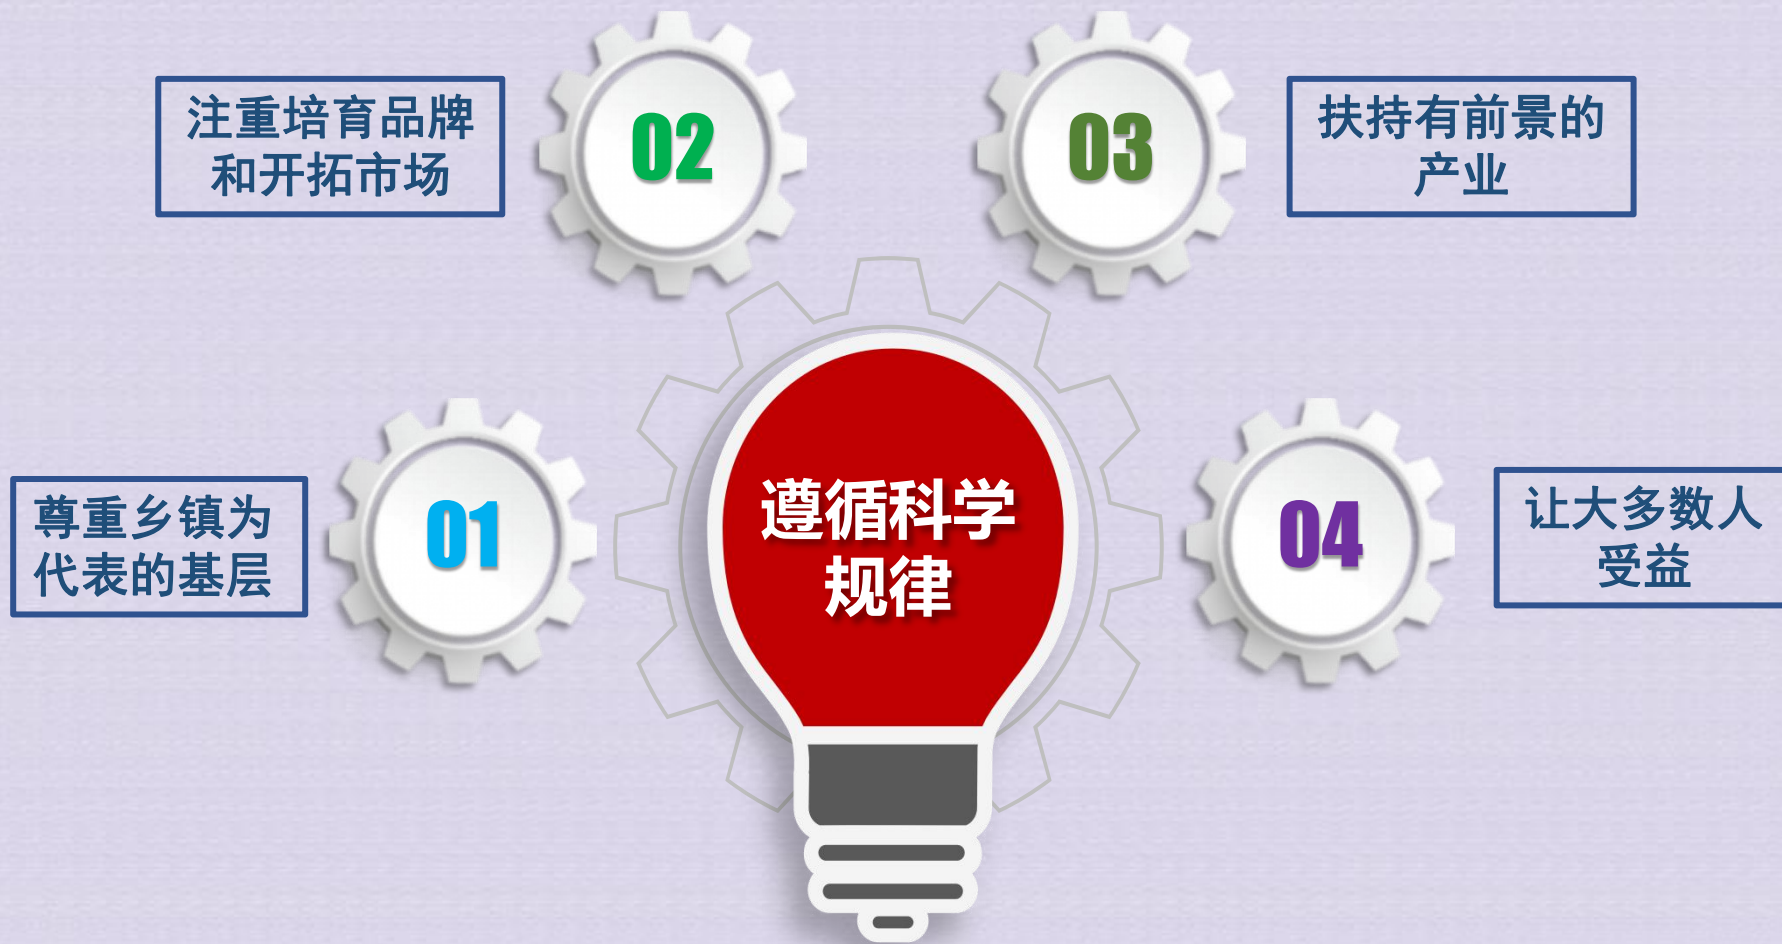 注重培育品牌
和开拓市场
02
03
扶持有前景的
产业
尊重乡镇为
代表的基层
01
遵循科学
规律
04
让大多数人
受益